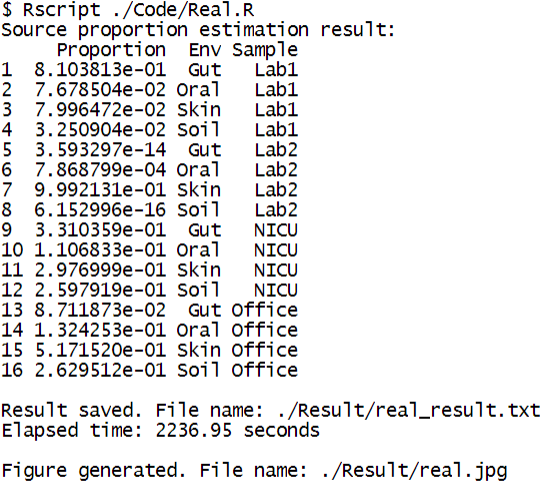 $ Rscript ./Code/Real.R
Source proportion estimation result:
Proportion Env Sample
1 8.103813e-01 Gut Lab1
2 7.678504e-02 Oral Lab1
3 7.996472e-02 Skin Lab1
4 3.250904e-02 Soil Lab1
5 3.593297e-14 Gut Lab2
6 7.868799e-04 Oral Lab2
7 9.992131e-01 Skin Lab2
8 6.152996e-16 Soil Lab2
9 3.310359e-01 Gut NICU
10 1.106833e-01 Oral NICU
11 2.976999e-01 Skin NICU
12 2.597919e-01 Soil NICU
13 8.711873e-02 Gut Office
14 1.324253e-01 Oral Office
15 5.171520e-01 Skin Office
16 2.629512e-01 Soil Office
Result saved. File name: ./Result/real_result.txt
Elapsed time: 2236.95 seconds
Figure generated. File name: ./Result/real.jpg